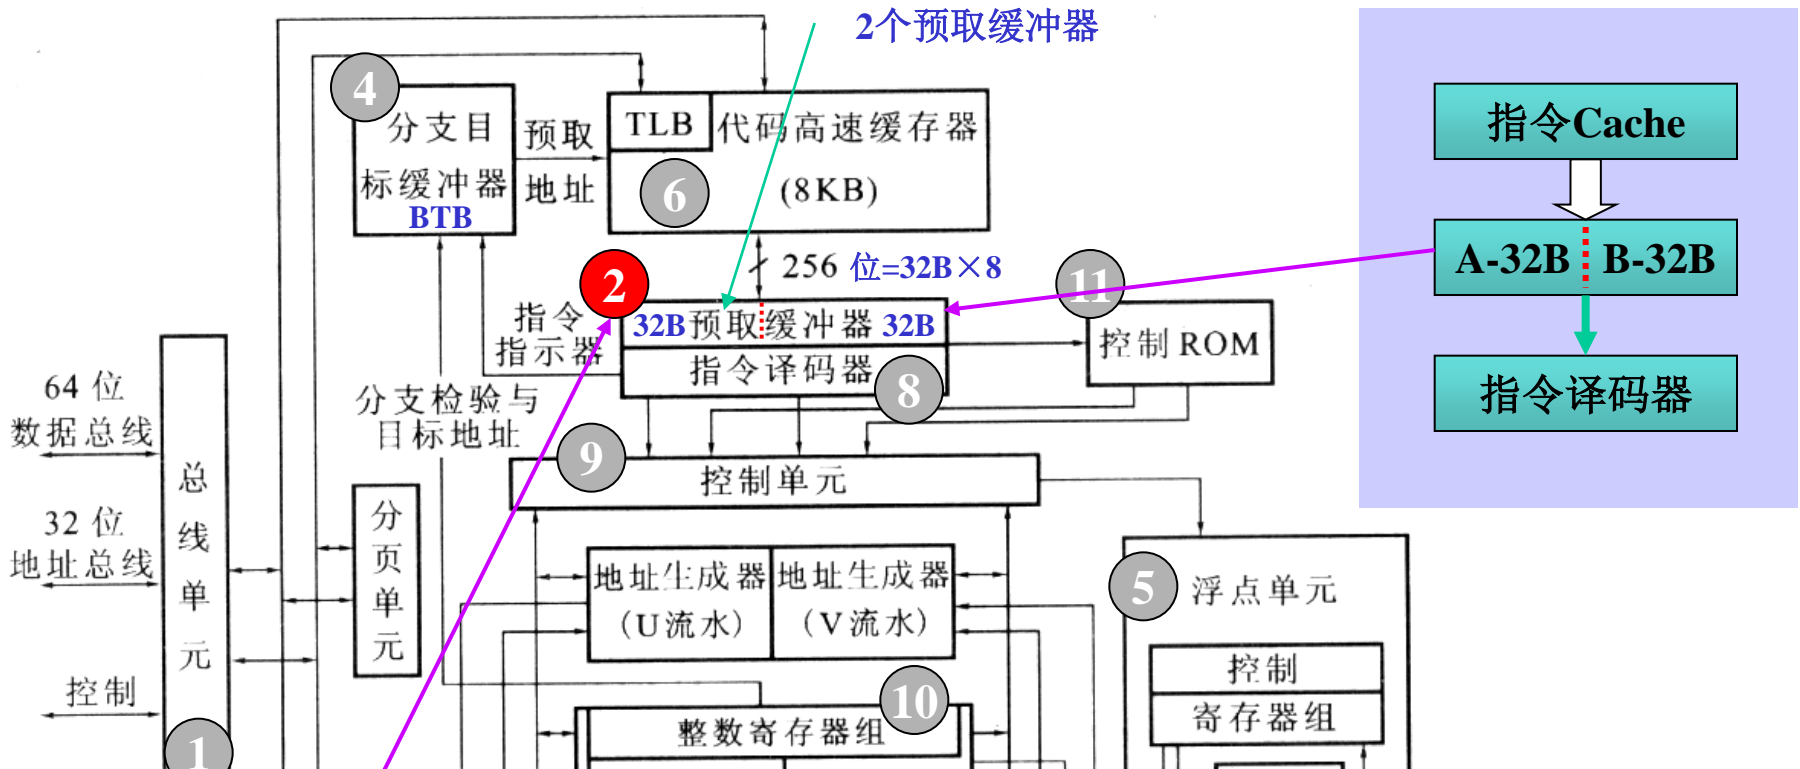 2个预取缓冲器
4
分支目
标缓冲器
BTB
预取
地址
TLB
代码高速缓存器
6
(8KB)
256 位=32B×8
2
11
指令
指示器
32B预取缓冲器 32B
指令译码器
8
控制 ROM
分支检验与
目标地址
64 位
数据总线
32 位
地址总线
控制
总线单元
1
分页单元
9
控制单元
地址生成器
(U流水)
地址生成器
(V流水)
10
整数寄存器组
5
浮点单元
控制
寄存器组
指令Cache
A-32B
B-32B
指令译码器